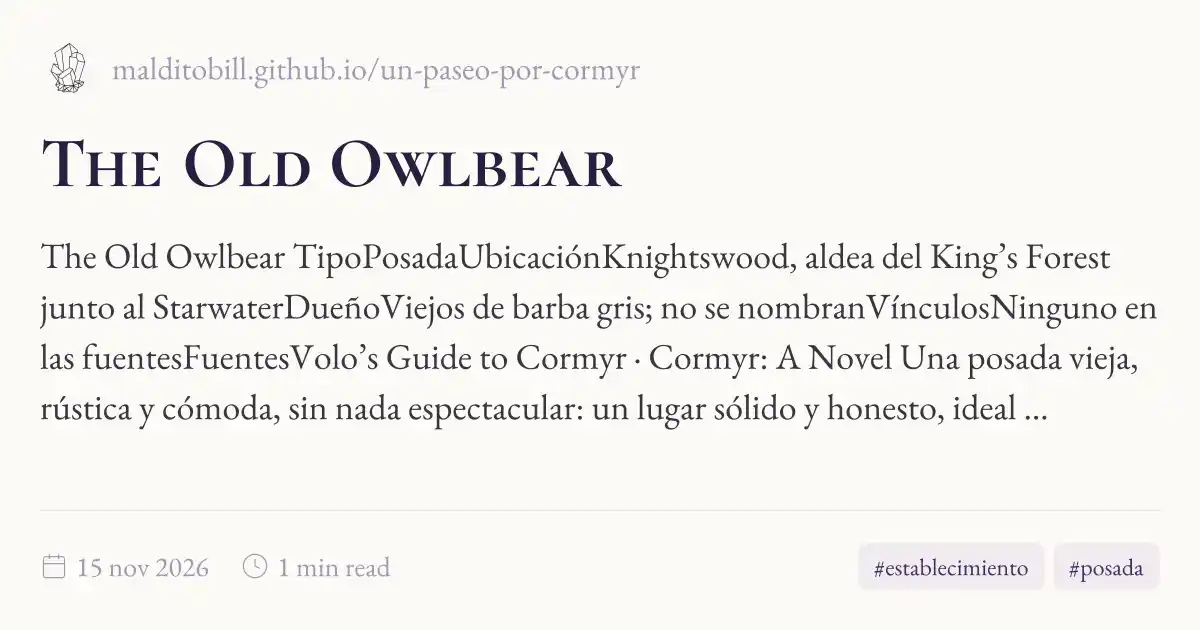 malditobill.github.io/un-paseo-por-cormyr
The Old Owlbear
The Old Owlbear TipoPosadaUbicaciónKnightswood, aldea del King’s Forest
junto al StarwaterDueñoViejos de barba gris; no se nombranVínculosNinguno en
las fuentesFuentesVolo’s Guide to Cormyr · Cormyr: A Novel Una posada vieja,
rústica y cómoda, sin nada espectacular: un lugar sólido y honesto, ideal ...
15 nov 2026
1 min read
#establecimiento
#posada